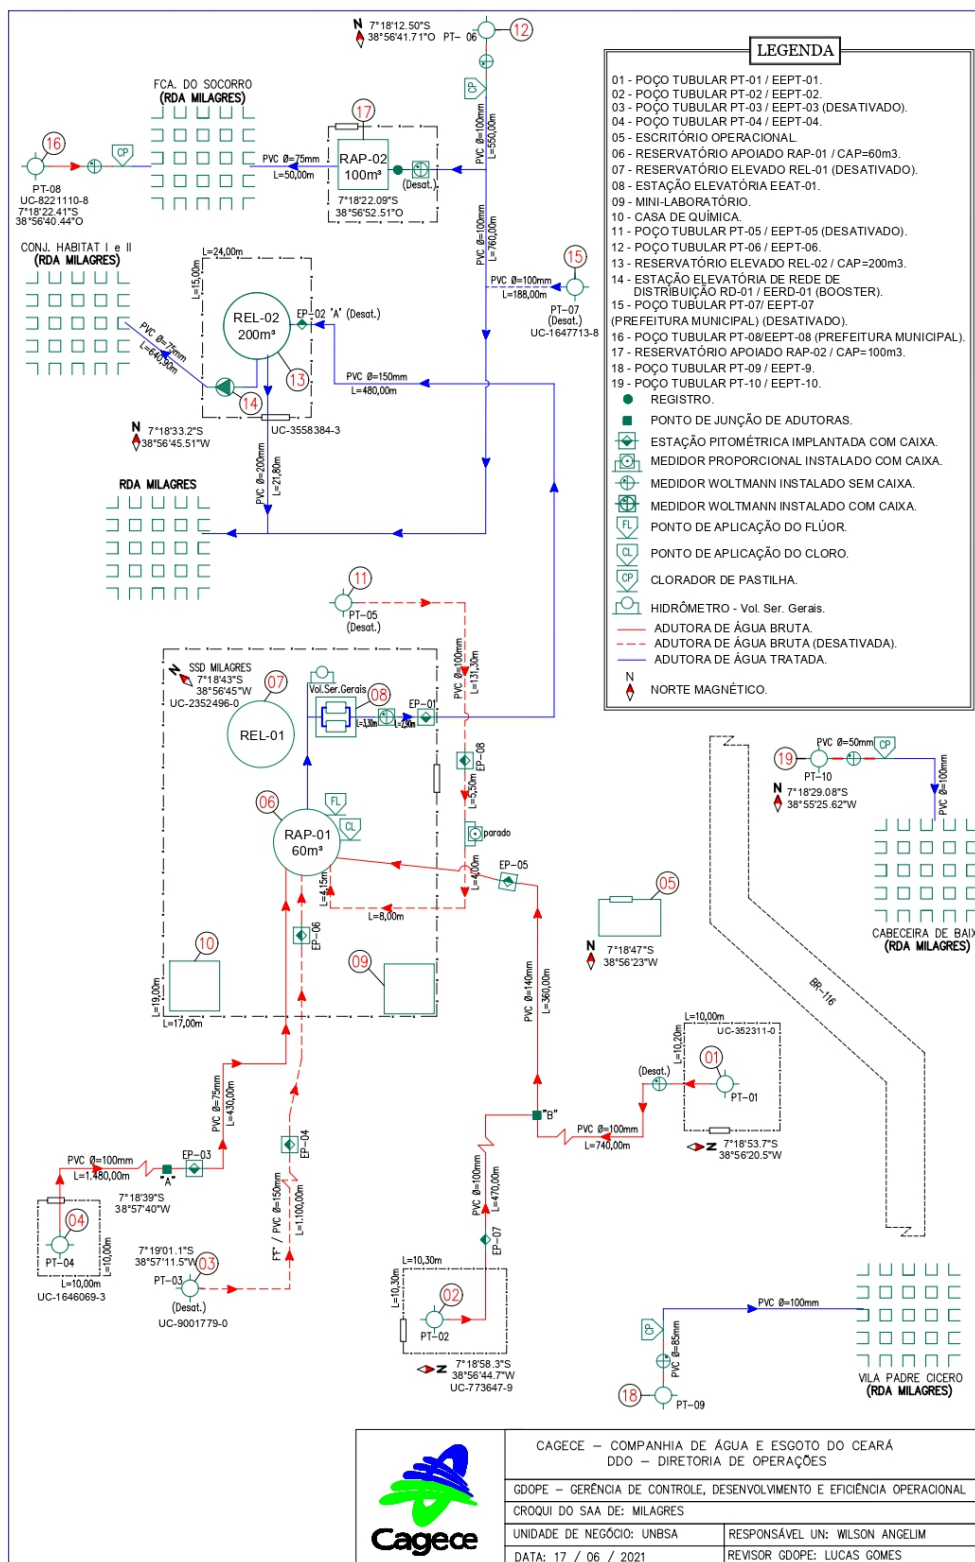 N
7°18'12.50"S
38°56'41.71"O
PT- 06
12
CP
PVC Ø=100mm
L=550,00m
FCA. DO SOCORRO
(RDA MILAGRES)
17
16
CP
PT-08
UC-8221110-8
7°18'22.41"S
38°56'40.44"O
PVC Ø=75mm
L=50,00m
RAP-02
100m³
(Desat.)
7°18'22.09"S
38°56'52.51"O
PVC Ø=100mm
L=760,00m
CONJ. HABITAT I e II
(RDA MILAGRES)
L=24,00m
L=15,00m
REL-02
200m³
EP-02 "A" (Desat.)
13
14
PVC Ø=75mm
L=640,90m
PVC Ø=150mm
L=480,00m
15
PVC Ø=100mm
L=188,00m
PT-07
(Desat.)
UC-1647713-8
N
7°18'33.2"S
38°56'45.51"W
UC-3558384-3
PVC Ø=200mm
L=21,80m
RDA MILAGRES
LEGENDA
01 - POÇO TUBULAR PT-01 / EEPT-01.
02 - POÇO TUBULAR PT-02 / EEPT-02.
03 - POÇO TUBULAR PT-03 / EEPT-03 (DESATIVADO).
04 - POÇO TUBULAR PT-04 / EEPT-04.
05 - ESCRITÓRIO OPERACIONAL.
06 - RESERVATÓRIO APOIADO RAP-01 / CAP=60m3.
07 - RESERVATÓRIO ELEVADO REL-01 (DESATIVADO).
08 - ESTAÇÃO ELEVATÓRIA EEAT-01.
09 - MINI-LABORATÓRIO.
10 - CASA DE QUÍMICA.
11 - POÇO TUBULAR PT-05 / EEPT-05 (DESATIVADO).
12 - POÇO TUBULAR PT-06 / EEPT-06.
13 - RESERVATÓRIO ELEVADO REL-02 / CAP=200m3.
14 - ESTAÇÃO ELEVATÓRIA DE REDE DE
DISTRIBUIÇÃO RD-01 / EERD-01 (BOOSTER).
15 - POÇO TUBULAR PT-07/ EEPT-07
(PREFEITURA MUNICIPAL) (DESATIVADO).
16 - POÇO TUBULAR PT-08/EEPT-08 (PREFEITURA MUNICIPAL).
17 - RESERVATÓRIO APOIADO RAP-02 / CAP=100m3.
18 - POÇO TUBULAR PT-09 / EEPT-9.
19 - POÇO TUBULAR PT-10 / EEPT-10.
REGISTRO.
PONTO DE JUNÇÃO DE ADUTORAS.
ESTAÇÃO PITOMÉTRICA IMPLANTADA COM CAIXA.
MEDIDOR PROPORCIONAL INSTALADO COM CAIXA.
MEDIDOR WOLTMANN INSTALADO SEM CAIXA.
MEDIDOR WOLTMANN INSTALADO COM CAIXA.
FL PONTO DE APLICAÇÃO DO FLÚOR.
CL PONTO DE APLICAÇÃO DO CLORO.
CP CLORADOR DE PASTILHA.
HIDRÔMETRO - Vol. Ser. Gerais.
ADUTORA DE ÁGUA BRUTA.
ADUTORA DE ÁGUA BRUTA (DESATIVADA).
ADUTORA DE ÁGUA TRATADA.
N NORTE MAGNÉTICO.
11
PT-05
(Desat.)
PVC Ø=100mm
L=131,30m
N
SSD MILAGRES
7°18'43"S
38°56'45"W
UC-2352496-0
07
REL-01
Vol.Ser.Gerais
08
L=3,30m
L=2,90m
EP-01
EP-08
L=5,50m
parado
L=4,00m
06
RAP-01
60m³
FL
CL
L=4,15m
L=8,00m
EP-05
EP-06
10
09
L=19,00m
L=17,00m
05
N
7°18'47"S
38°56'23"W
19
PVC Ø=50mm
CP
PT-10
N
7°18'29.08"S
38°55'25.62"W
PVC Ø=100mm
CABECEIRA DE BAIX
(RDA MILAGRES)
BR-116
PVC Ø=140mm
L=360,00m
L=10,00m
UC-352311-0
L=10,20m
01
(Desat.)
PT-01
"B"
PVC Ø=100mm
L=740,00m
N
7°18'53.7"S
38°56'20.5"W
PVC Ø=75mm
L=430,00m
PVC Ø=100mm
L=1.480,00m
"A"
EP-03
EP-04
7°18'39"S
38°57'40"W
04
PT-04
L=10,00m
L=10,00m
UC-1646069-3
FºFº / PVC Ø=150mm
L=1.100,00m
7°19'01.1"S
38°57'11.5"W
03
PT-03
(Desat.)
UC-9001779-0
PVC Ø=100mm
L=470,00m
EP-07
L=10,30m
L=10,30m
02
PT-02
N
7°18'58.3"S
38°56'44.7"W
UC-773647-9
PVC Ø=100mm
CP
PVC Ø=85mm
18
PT-09
VILA PADRE CICERO
(RDA MILAGRES)
Cagece
CAGECE – COMPANHIA DE ÁGUA E ESGOTO DO CEARÁ
DDO – DIRETORIA DE OPERAÇÕES
GDOPE – GERÊNCIA DE CONTROLE, DESENVOLVIMENTO E EFICIÊNCIA OPERACIONAL
CROQUI DO SAA DE: MILAGRES
UNIDADE DE NEGÓCIO: UNBSA
RESPONSÁVEL UN: WILSON ANGELIM
DATA: 17 / 06 / 2021
REVISOR GDOPE: LUCAS GOMES